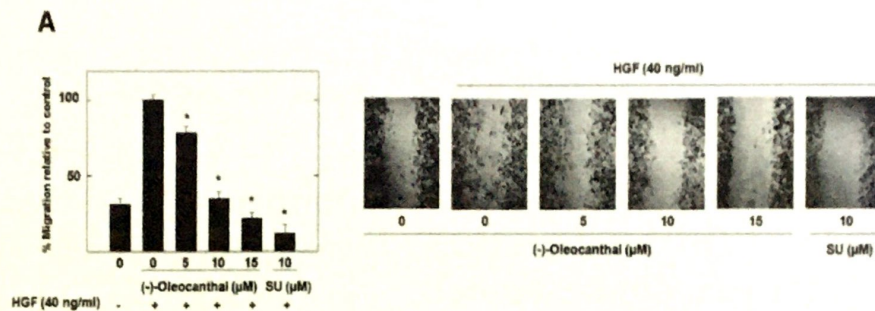 A
HGF (40 ng/ml)
% Migration relative to control
100
50
0 0 5 10 15 10
(-)-Oleocanthal (µM) SU (µM)
HGF (40 ng/ml) - + + + + +
* * * *
0 0 5 10 15 10
(-)-Oleocanthal (µM) SU (µM)